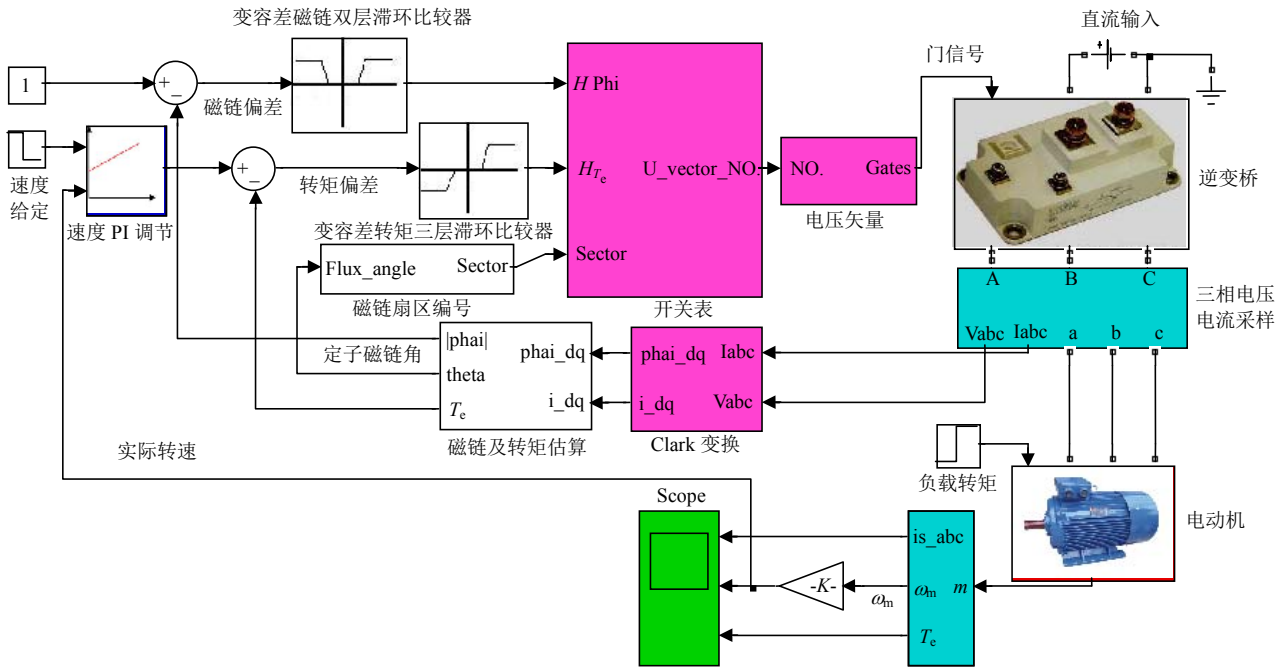 变容差磁链双层滞环比较器
直流输入
门信号
1
+
−
磁链偏差
H Phi
速度
给定
速度 PI 调节
+
−
转矩偏差
H_Te
U_vector_NO.
NO.
Gates
电压矢量
逆变桥
变容差转矩三层滞环比较器
Flux_angle
Sector
Sector
磁链扇区编号
开关表
A
B
C
三相电压
电流采样
Vabc
Iabc
a
b
c
定子磁链角
|phai|
theta
Te
phai_dq
i_dq
磁链及转矩估算
phai_dq
i_dq
Iabc
Vabc
Clark 变换
实际转速
负载转矩
电动机
Scope
is_abc
-K-
ωm
ωm
m
Te
+